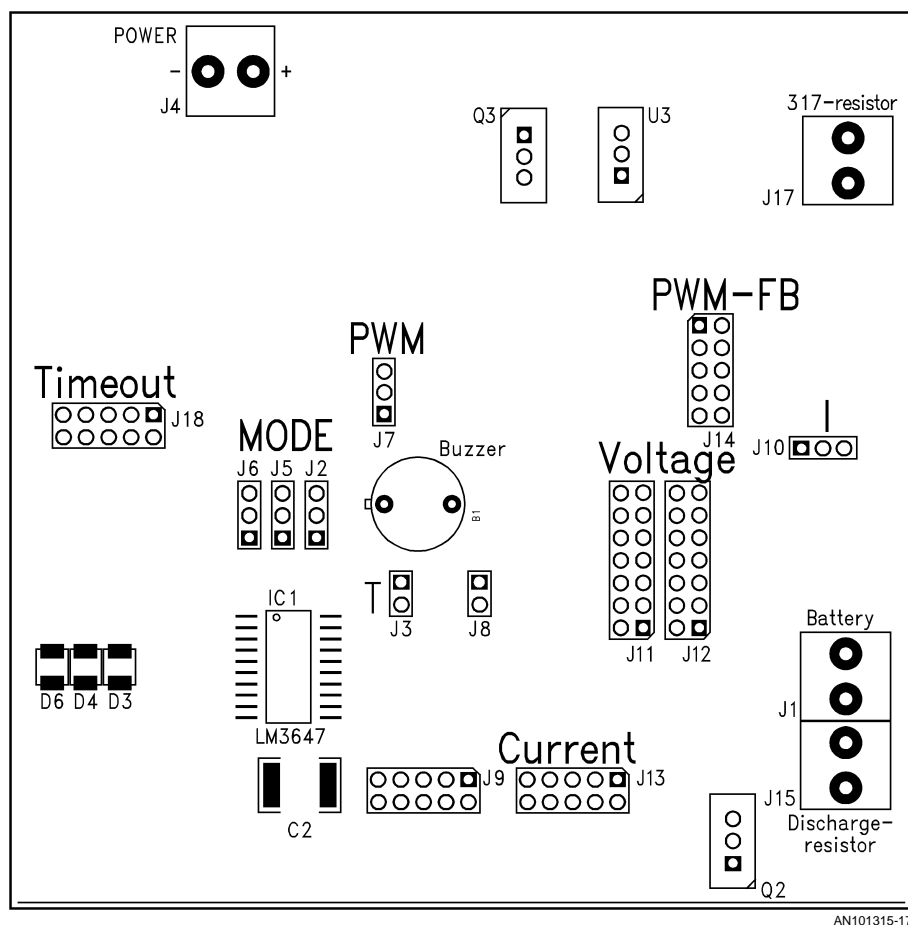 POWER
- +
J4
Q3
U3
317-resistor
J17
PWM-FB
J14
PWM
J7
Timeout
J18
MODE
J6 J5 J2
Buzzer
B1
I
J10
Voltage
J11 J12
T
J3
J8
IC1
LM3647
D6 D4 D3
Battery
J1
C2
J9
Current
J13
J15
Discharge-
resistor
Q2
AN101315-17